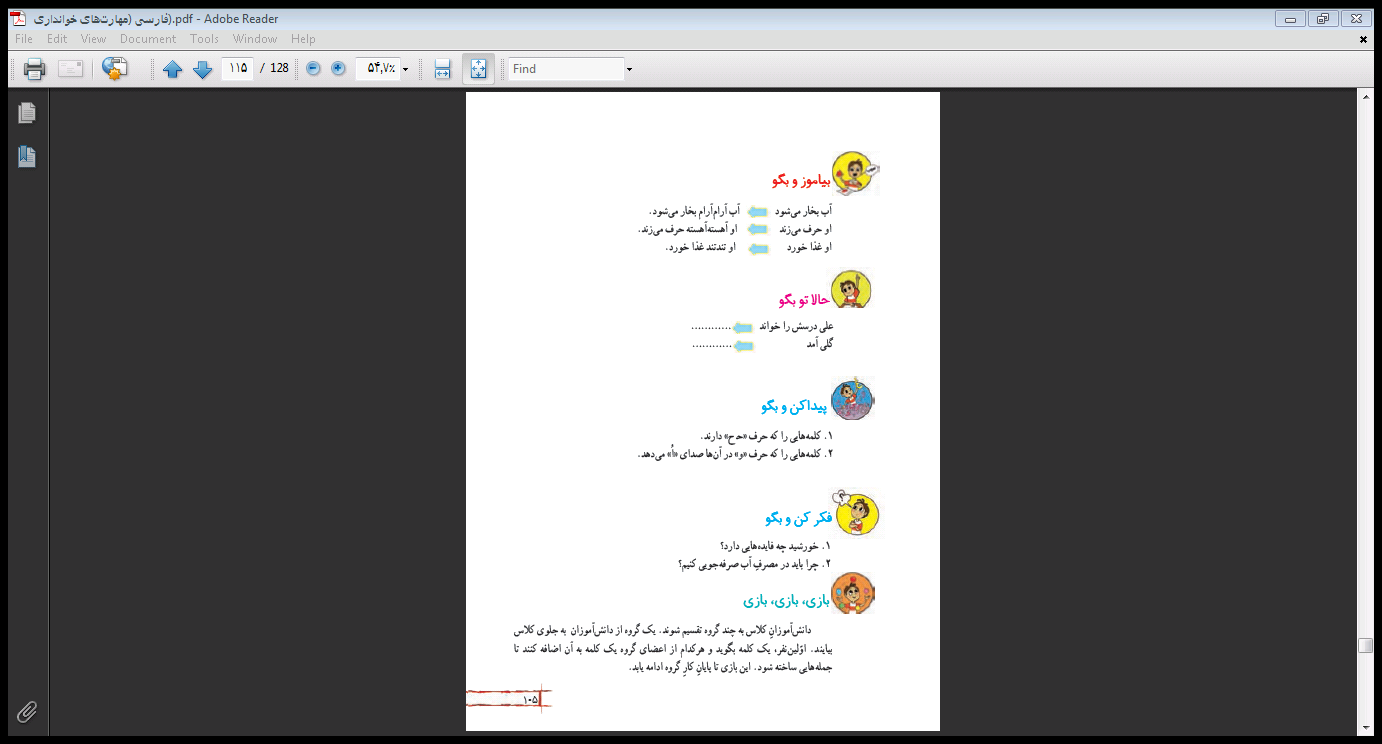 فارسی (مهارت‌های خوانداری).pdf - Adobe Reader
File Edit View Document Tools Window Help
۱۱۵ / 128 ۵۴٫۷٪ Find
بیاموز و بگو
آب بخار می‌شود آب آرام‌آرام بخار می‌شود.
او حرف می‌زند او آهسته‌آهسته حرف می‌زند.
او غذا خورد او تندتند غذا خورد.
حالا تو بگو
علی درسش را خواند ............
گلی آمد ............
پیداکن و بگو
۱. کلمه‌هایی را که حرف «حـ ح» دارند.
۲. کلمه‌هایی را که حرف «و» در آن‌ها صدای «اُ» می‌دهد.
فکر کن و بگو
۱. خورشید چه فایده‌هایی دارد؟
۲. چرا باید در مصرفِ آب صرفه‌جویی کنیم؟
بازی، بازی، بازی
دانش‌آموزانِ کلاس به چند گروه تقسیم شوند. یک گروه از دانش‌آموزان به جلوی کلاس
بیایند. اوّلین‌نفر، یک کلمه بگوید و هرکدام از اعضای گروه یک کلمه به آن اضافه کنند تا
جمله‌هایی ساخته شود. این بازی تا پایانِ کارِ گروه ادامه یابد.
۱۰۵